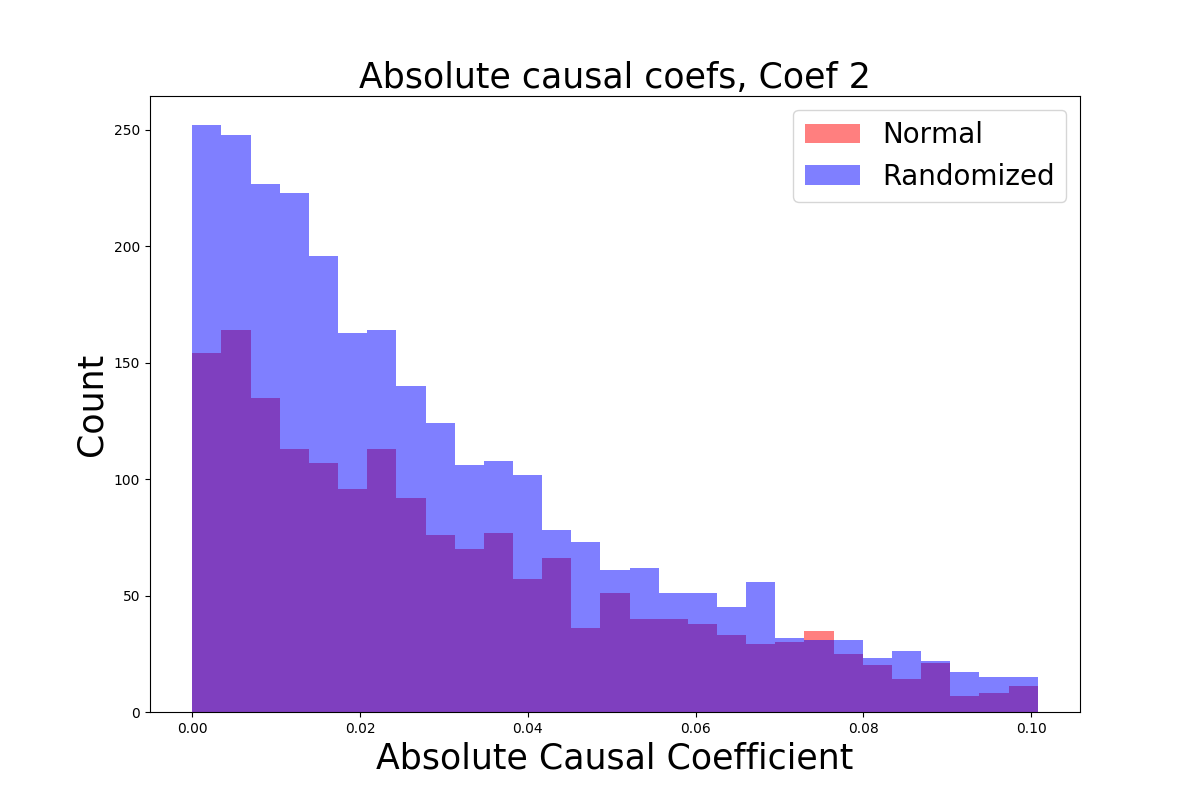 Absolute causal coefs, Coef 2
Normal
Randomized
Count
250
200
150
100
50
0
0.00 0.02 0.04 0.06 0.08 0.10
Absolute Causal Coefficient